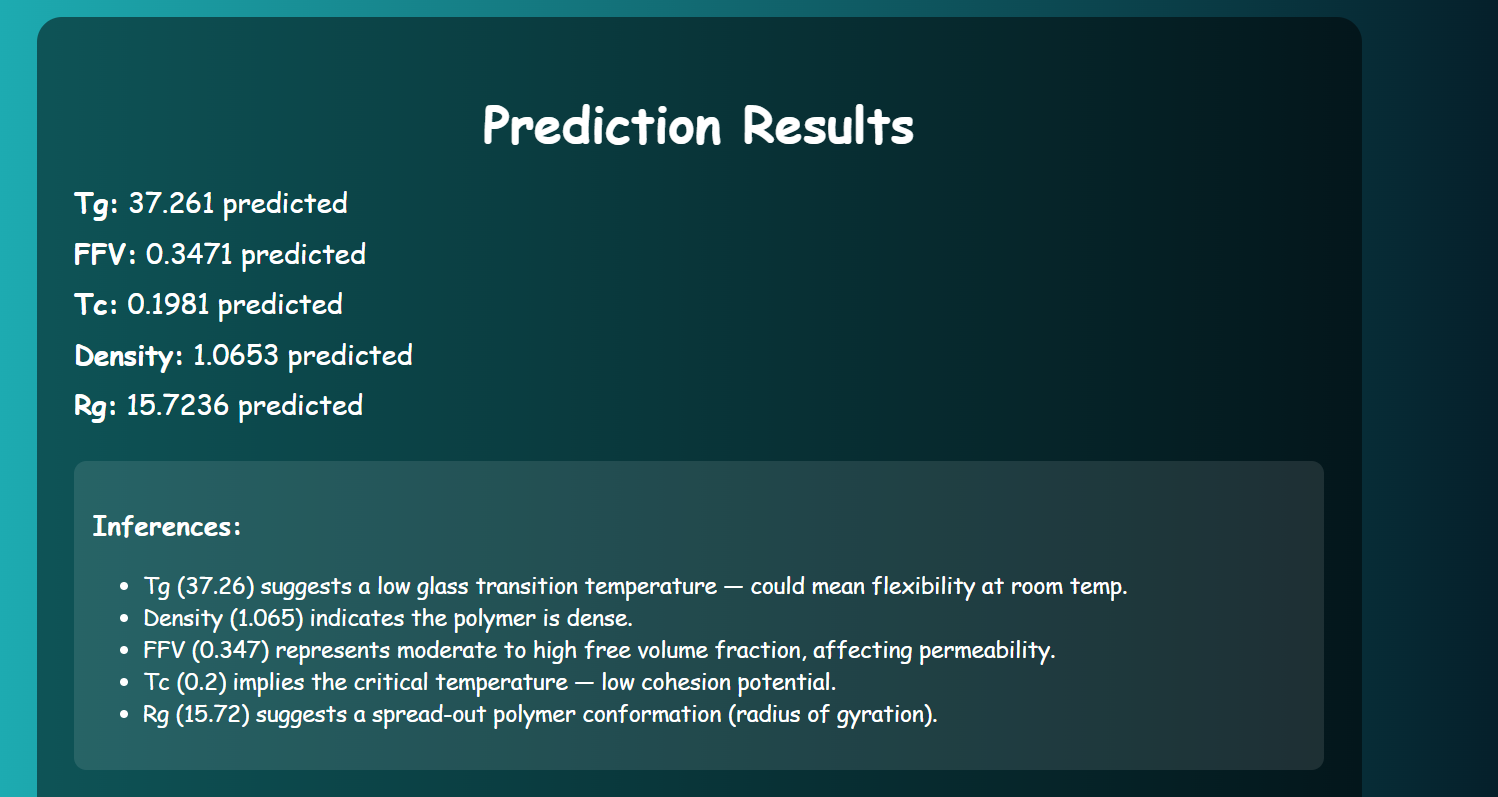 Prediction Results
Tg: 37.261 predicted
FFV: 0.3471 predicted
Tc: 0.1981 predicted
Density: 1.0653 predicted
Rg: 15.7236 predicted
Inferences:
• Tg (37.26) suggests a low glass transition temperature — could mean flexibility at room temp.
• Density (1.065) indicates the polymer is dense.
• FFV (0.347) represents moderate to high free volume fraction, affecting permeability.
• Tc (0.2) implies the critical temperature — low cohesion potential.
• Rg (15.72) suggests a spread-out polymer conformation (radius of gyration).